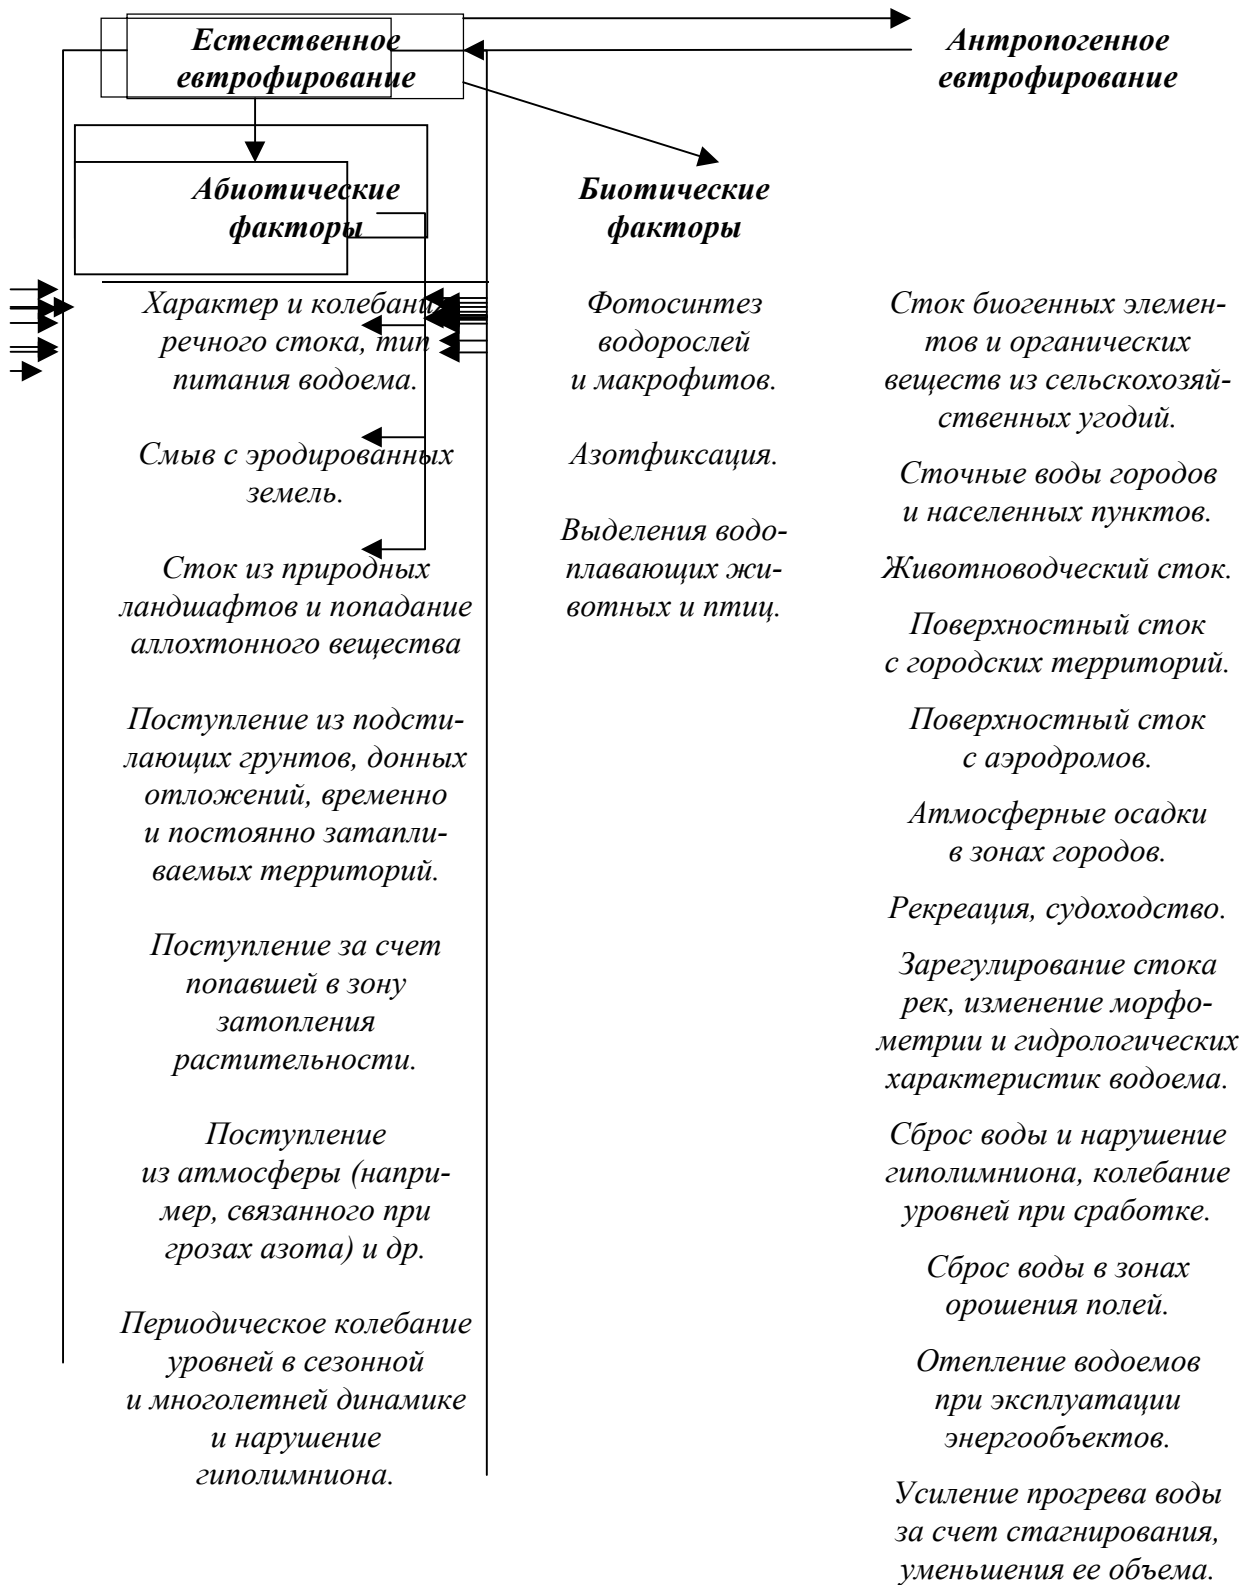 Естественное
евтрофирование
Антропогенное
евтрофирование
Абиотические
факторы
Биотические
факторы
Характер и колебани
речного стока, тип
питания водоема.
Смыв с эродированных
земель.
Сток из природных
ландшафтов и попадание
аллохтонного вещества
Поступление из подсти-
лающих грунтов, донных
отложений, временно
и постоянно затапли-
ваемых территорий.
Поступление за счет
попавшей в зону
затопления
растительности.
Поступление
из атмосферы (напри-
мер, связанного при
грозах азота) и др.
Периодическое колебание
уровней в сезонной
и многолетней динамике
и нарушение
гиполимниона.
Фотосинтез
водорослей
и макрофитов.
Азотфиксация.
Выделения водо-
плавающих жи-
вотных и птиц.
Сток биогенных элемен-
тов и органических
веществ из сельскохозяй-
ственных угодий.
Сточные воды городов
и населенных пунктов.
Животноводческий сток.
Поверхностный сток
с городских территорий.
Поверхностный сток
с аэродромов.
Атмосферные осадки
в зонах городов.
Рекреация, судоходство.
Зарегулирование стока
рек, изменение морфо-
метрии и гидрологических
характеристик водоема.
Сброс воды и нарушение
гиполимниона, колебание
уровней при сработке.
Сброс воды в зонах
орошения полей.
Отепление водоемов
при эксплуатации
энергообъектов.
Усиление прогрева воды
за счет стагнирования,
уменьшения ее объема.